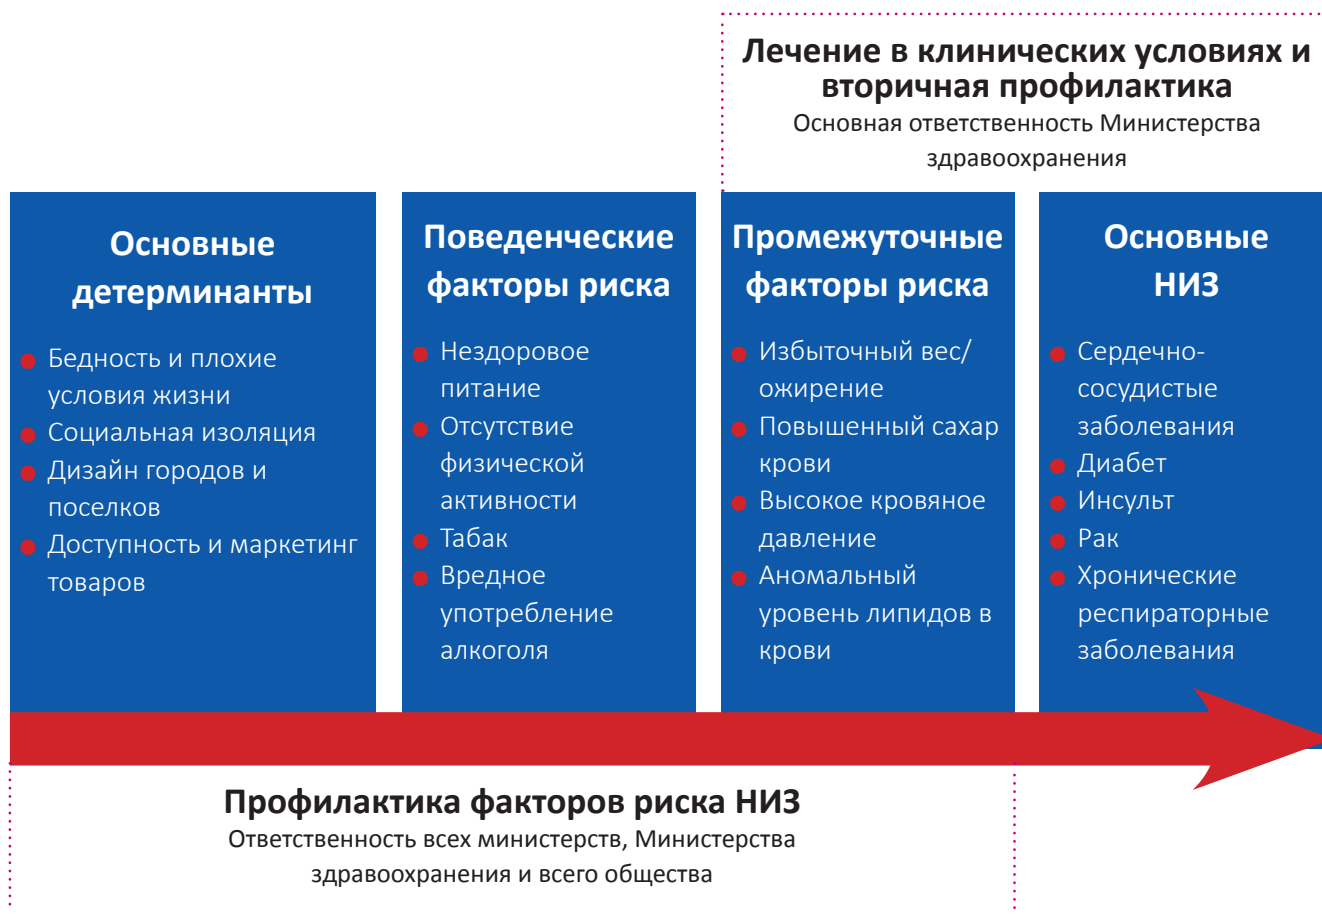 Лечение в клинических условиях и
вторичная профилактика
Основная ответственность Министерства
здравоохранения
Основные
детерминанты
Бедность и плохие
условия жизни
Социальная изоляция
Дизайн городов и
поселков
Доступность и маркетинг
товаров
Поведенческие
факторы риска
Нездоровое
питание
Отсутствие
физической
активности
Табак
Вредное
употребление
алкоголя
Промежуточные
факторы риска
Избыточный вес/
ожирение
Повышенный сахар
крови
Высокое кровяное
давление
Аномальный
уровень липидов в
крови
Основные
НИЗ
Сердечно-
сосудистые
заболевания
Диабет
Инсульт
Рак
Хронические
респираторные
заболевания
Профилактика факторов риска НИЗ
Ответственность всех министерств, Министерства
здравоохранения и всего общества